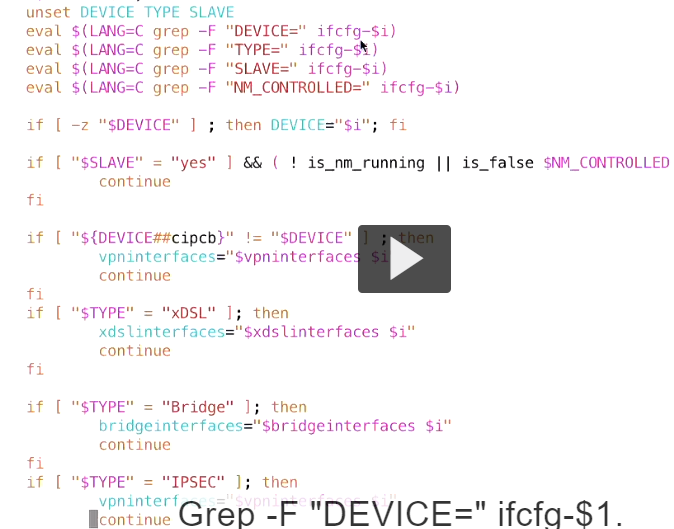 unset DEVICE TYPE SLAVE
eval $(LANG=C grep -F "DEVICE=" ifcfg-$i)
eval $(LANG=C grep -F "TYPE=" ifcfg-$i)
eval $(LANG=C grep -F "SLAVE=" ifcfg-$i)
eval $(LANG=C grep -F "NM_CONTROLLED=" ifcfg-$i)
if [ -z "$DEVICE" ] ; then DEVICE="$i"; fi
if [ "$SLAVE" = "yes" ] && ( ! is_nm_running || is_false $NM_CONTROLLED
continue
fi
if [ "${DEVICE##cipcb}" != "$DEVICE" ] ; then
vpninterfaces="$vpninterfaces $i
continue
fi
if [ "$TYPE" = "xDSL" ]; then
xdslinterfaces="$xdslinterfaces $i"
continue
fi
if [ "$TYPE" = "Bridge" ]; then
bridgeinterfaces="$bridgeinterfaces $i"
continue
fi
if [ "$TYPE" = "IPSEC" ]; then
vpninterfaces="$vpninterfaces $i"
continue
Grep -F "DEVICE=" ifcfg-$1.